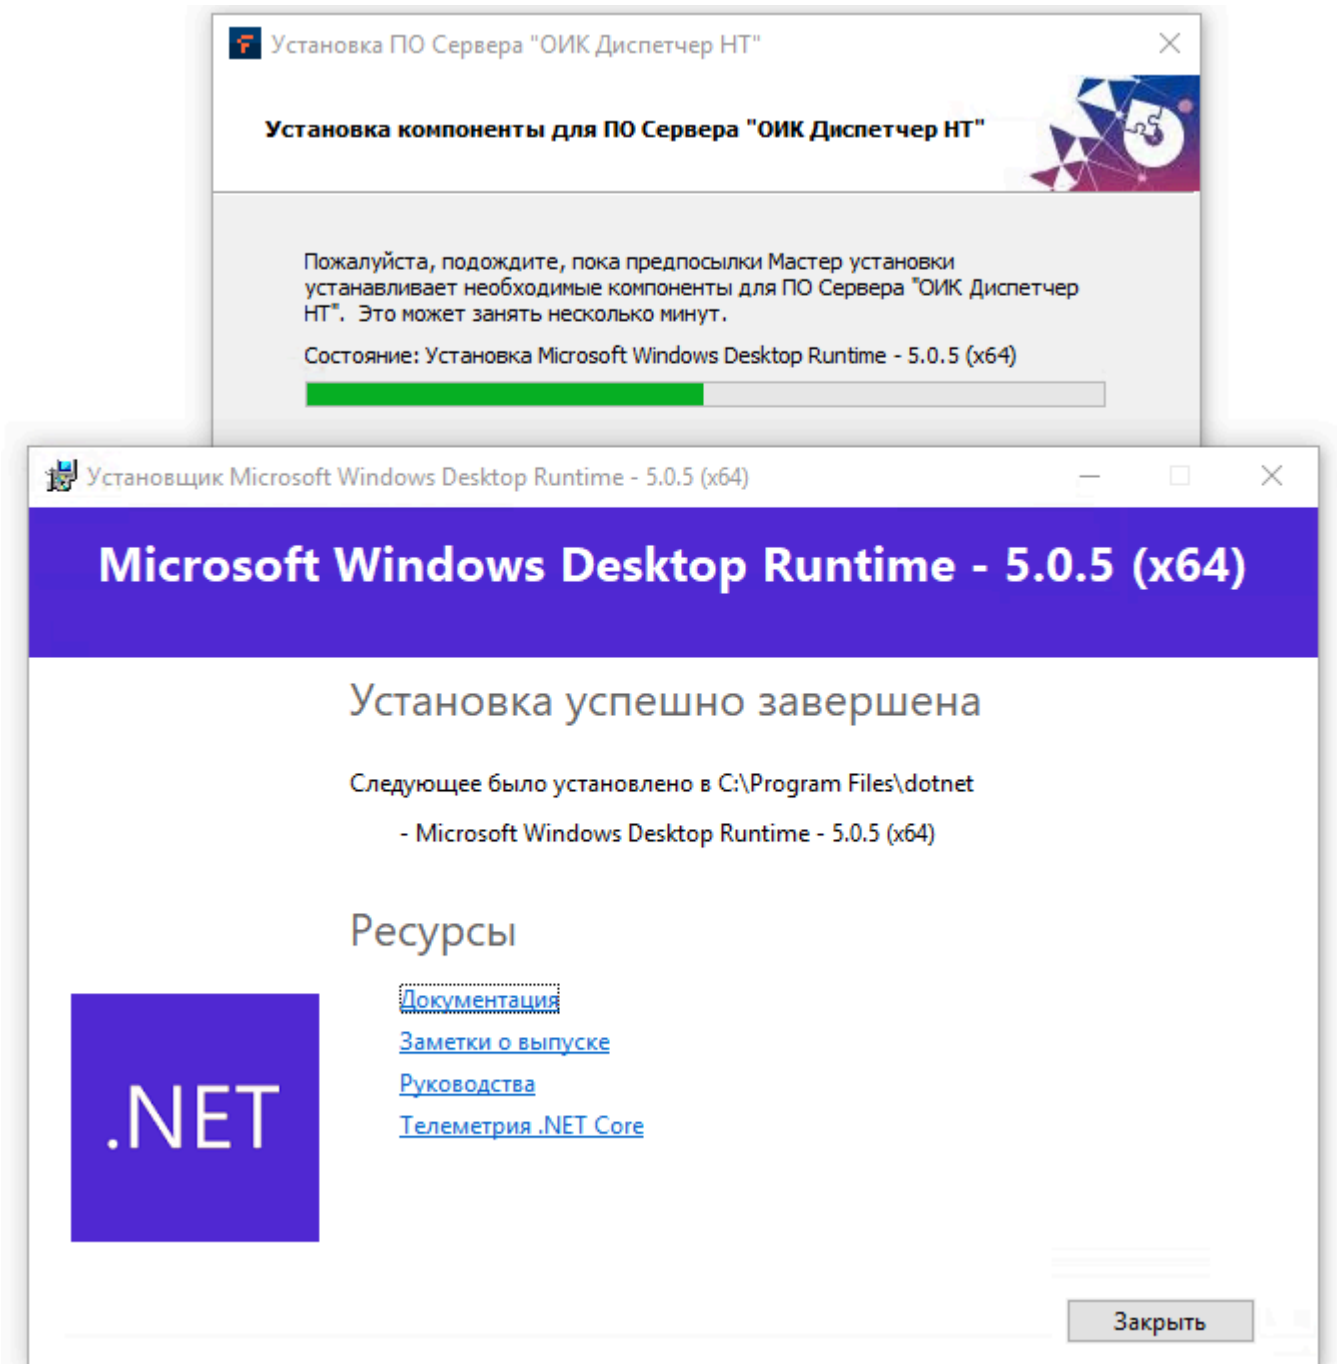 Установка ПО Сервера "ОИК Диспетчер НТ"
Установка компоненты для ПО Сервера "ОИК Диспетчер НТ"
5
Пожалуйста, подождите, пока предпосылки Мастер установки
устанавливает необходимые компоненты для ПО Сервера "ОИК Диспетчер
НТ".  Это может занять несколько минут.
Состояние: Установка Microsoft Windows Desktop Runtime - 5.0.5 (x64)
Установщик Microsoft Windows Desktop Runtime - 5.0.5 (x64)
Microsoft Windows Desktop Runtime - 5.0.5 (x64)
Установка успешно завершена
Следующее было установлено в C:\Program Files\dotnet
- Microsoft Windows Desktop Runtime - 5.0.5 (x64)
Ресурсы
Документация
Заметки о выпуске
Руководства
Телеметрия .NET Core
.NET
Закрыть